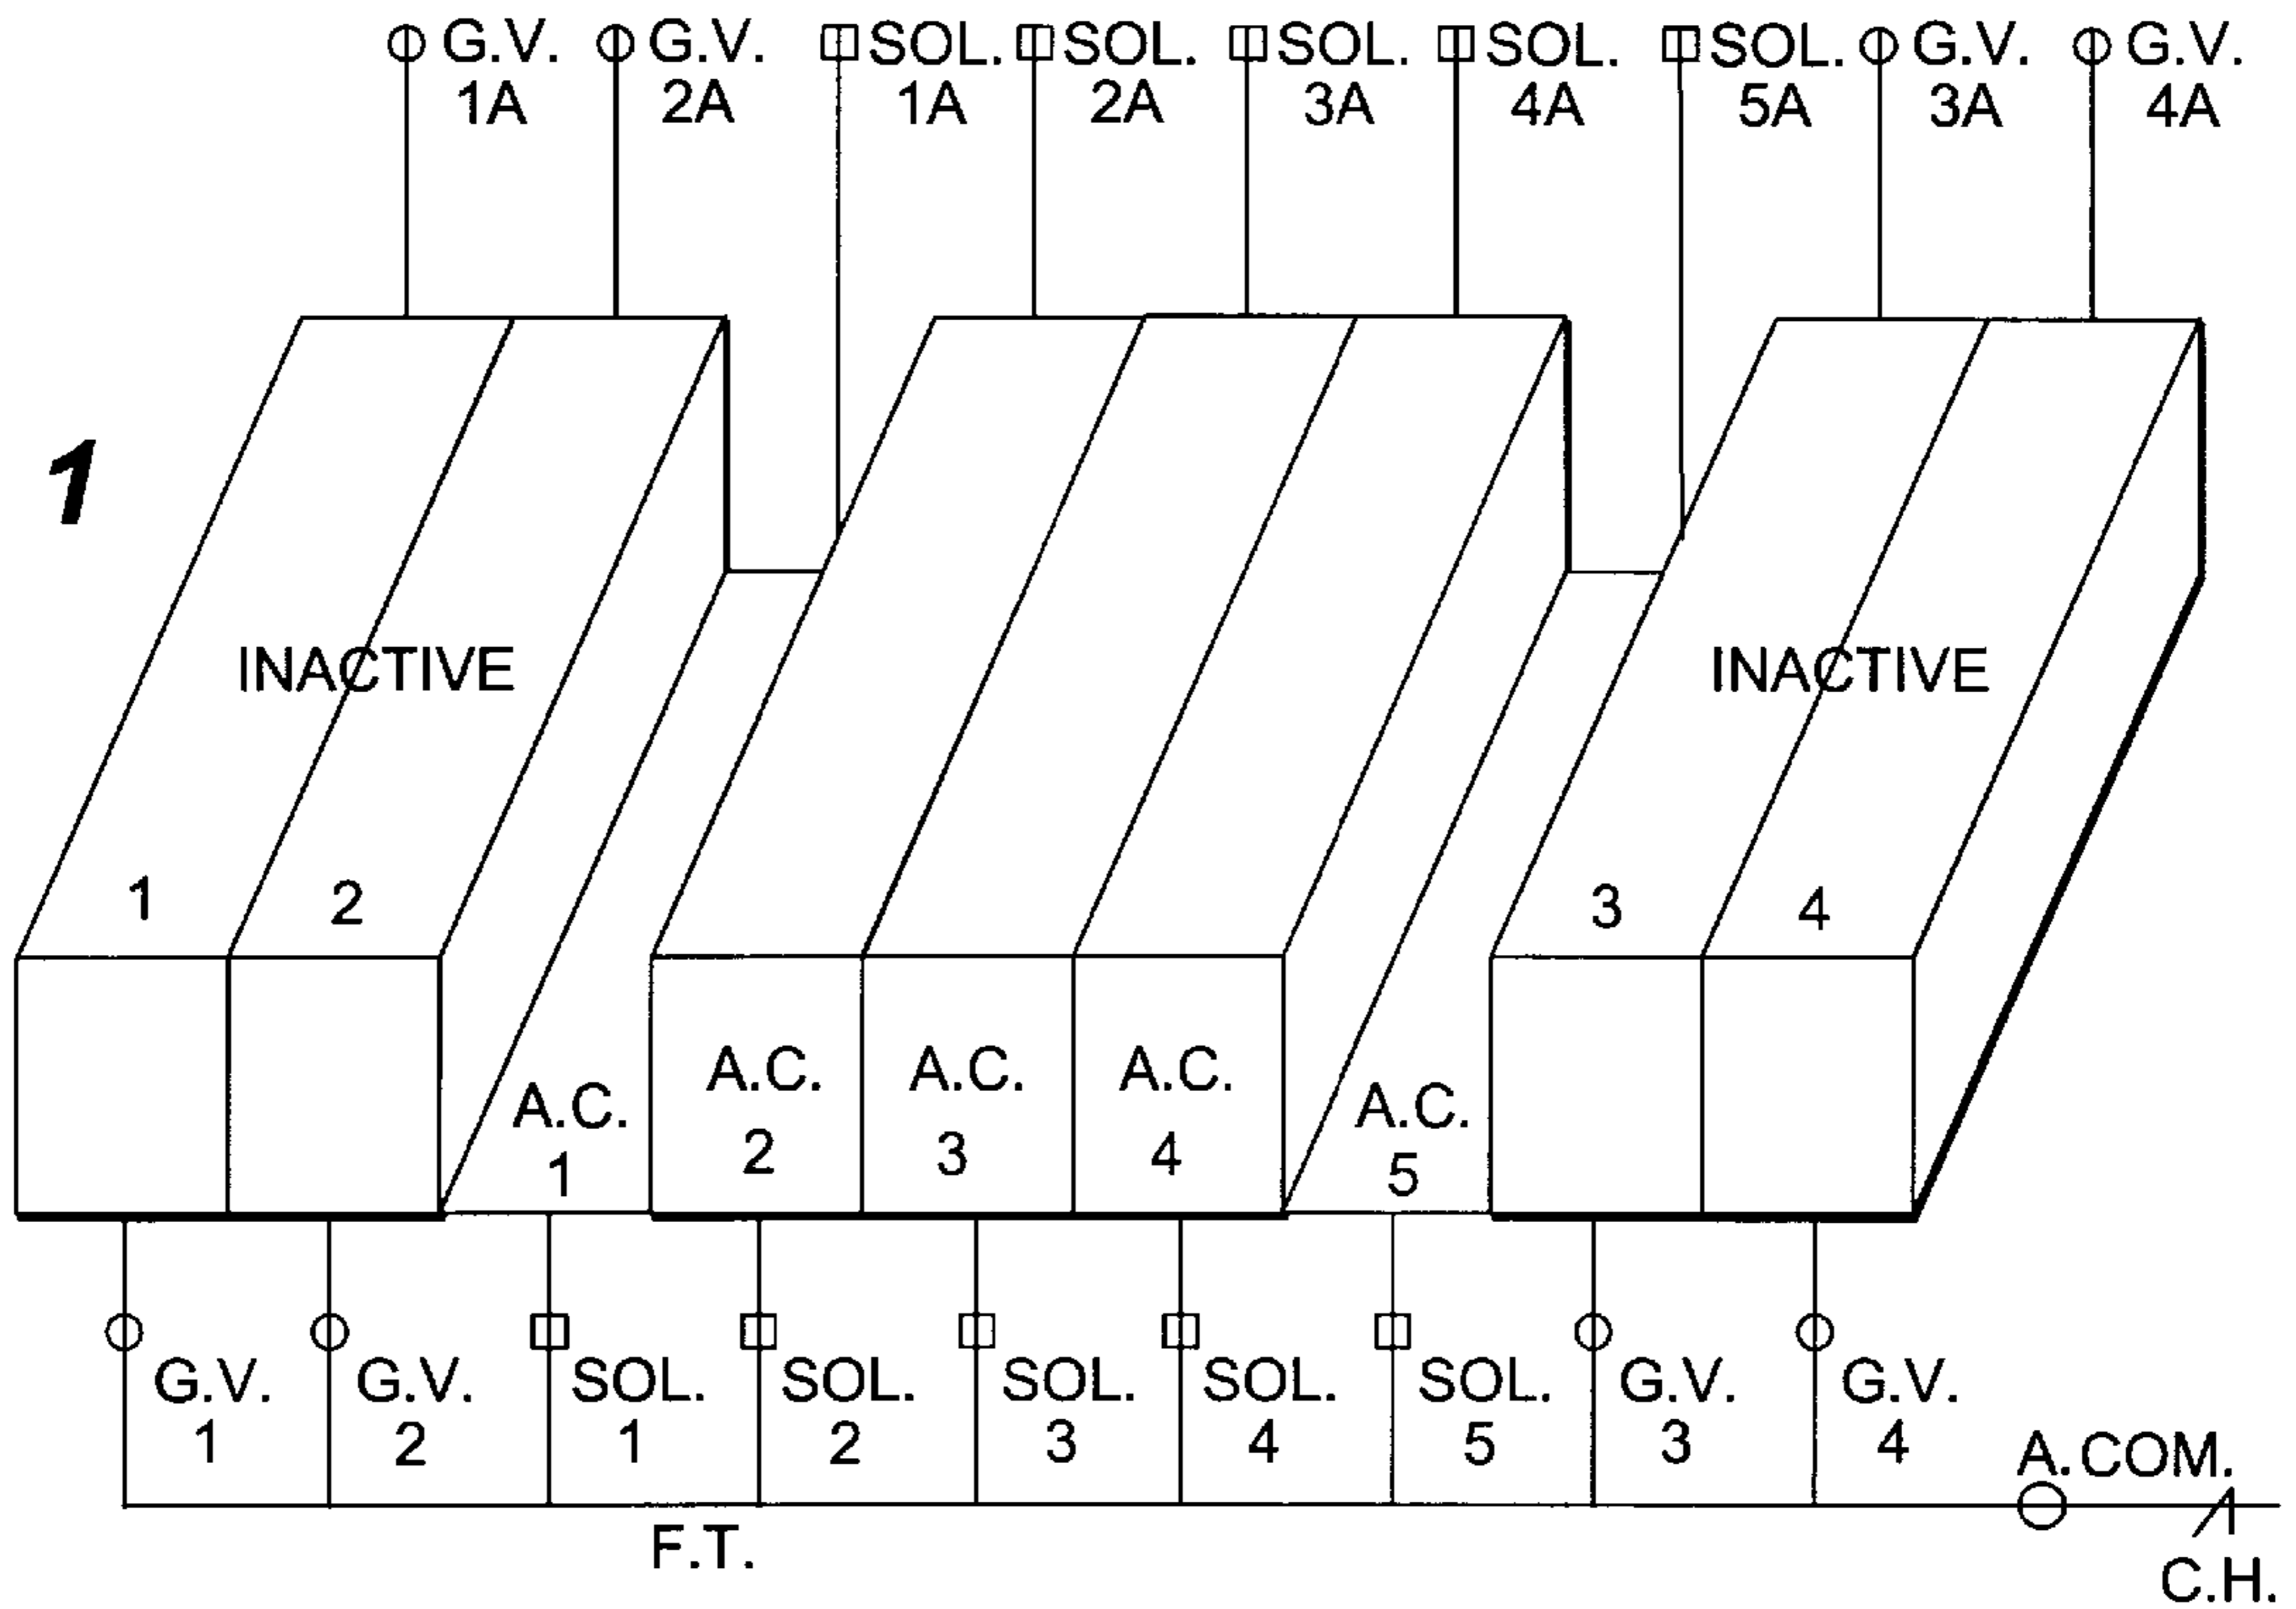 G.V. G.V. SOL. SOL. SOL. SOL. SOL. G.V. G.V.
1A 2A 1A 2A 3A 4A 5A 3A 4A
1
INACTIVE INACTIVE
1 2 3 4
A.C. A.C. A.C. A.C. A.C.
1 2 3 4 5
G.V. G.V. SOL. SOL. SOL. SOL. SOL. G.V. G.V.
1 2 1 2 3 4 5 3 4
A.COM.
F.T.
C.H.